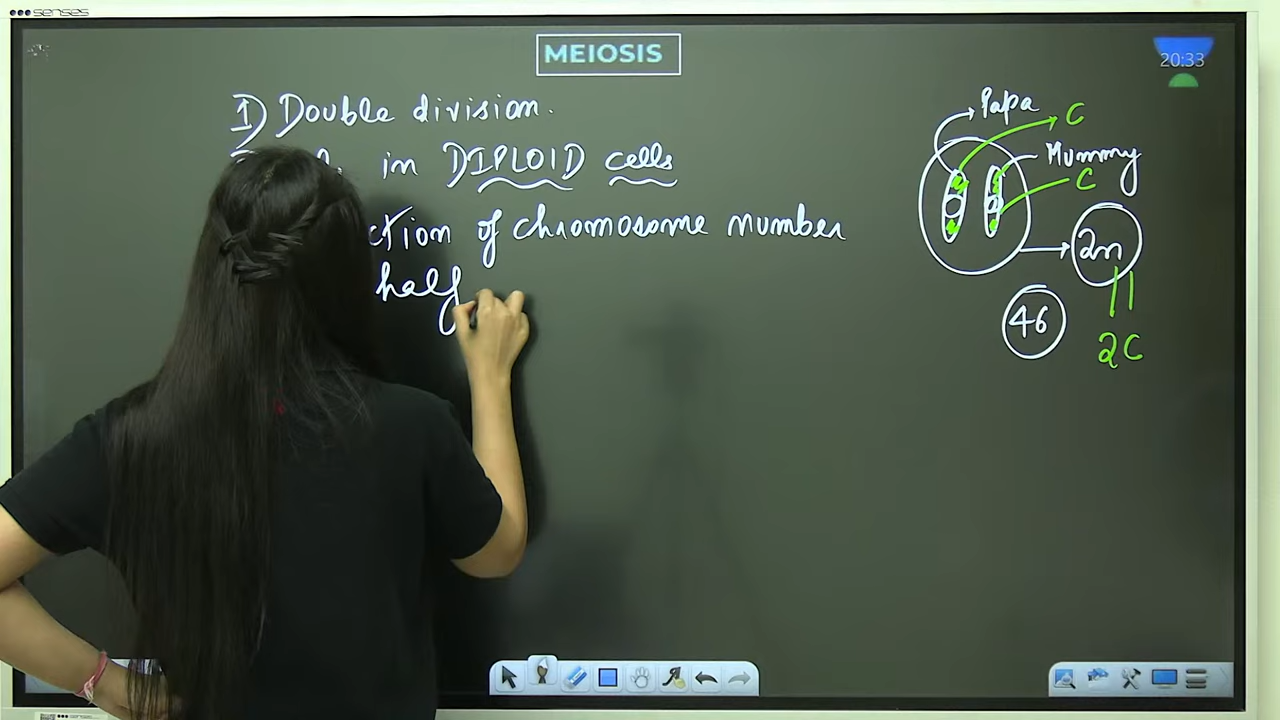 senses
MEIOSIS
20:33
1) Double division.
in DIPLOID cells
ction of chromosome number
half
Papa
C
Mummy
C
2n
46
||
2C
senses